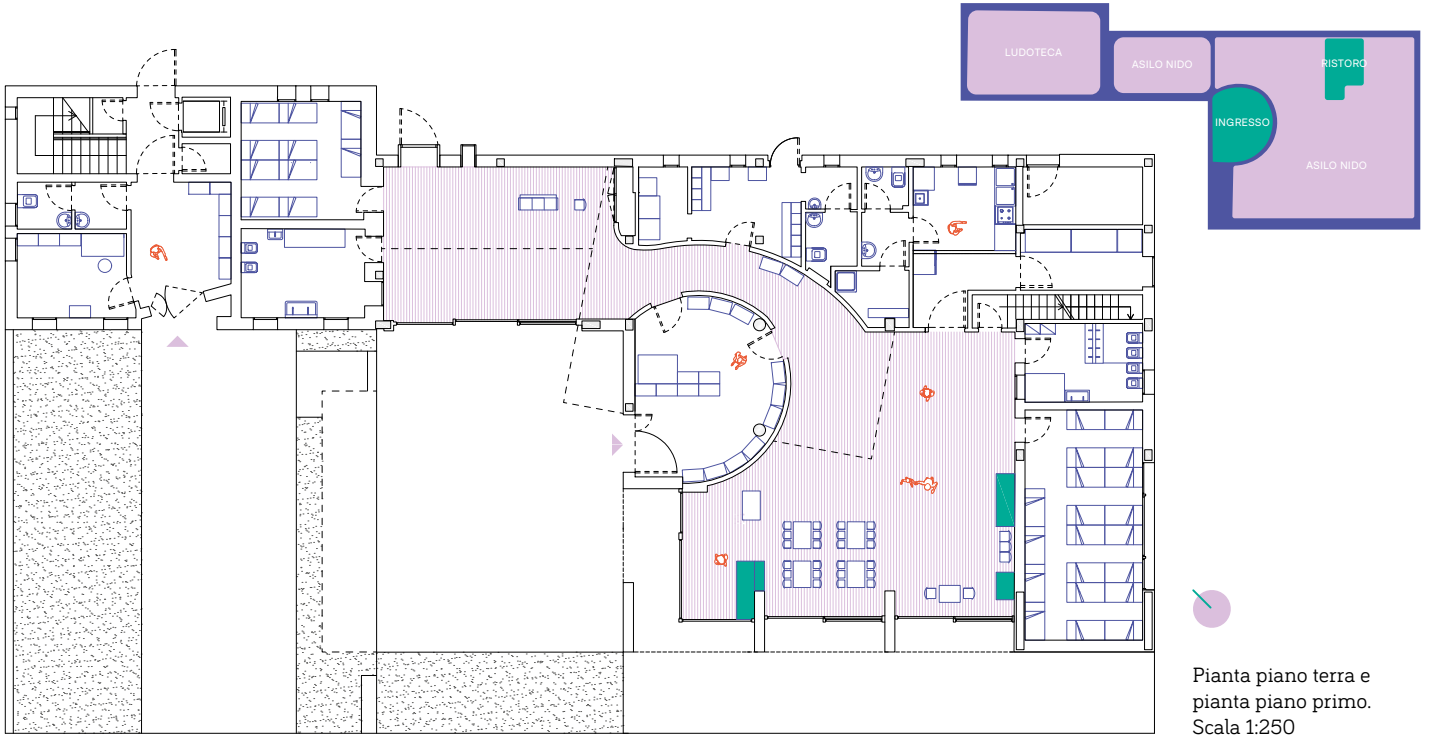 LUDOTECA
ASILO NIDO
RISTORO
INGRESSO
ASILO NIDO
Pianta piano terra e
pianta piano primo.
Scala 1:250